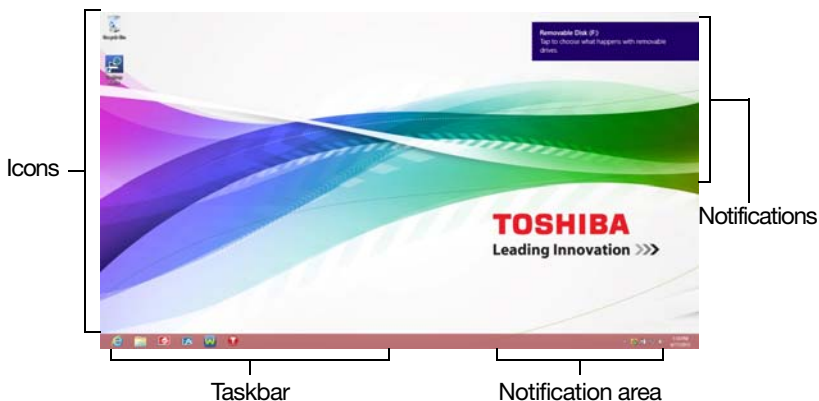 Recycle Bin
Removable Disk (F:)
Tap to choose what happens with removable
drives.
Icons
Notifications
TOSHIBA
Leading Innovation >>>
Taskbar
Notification area